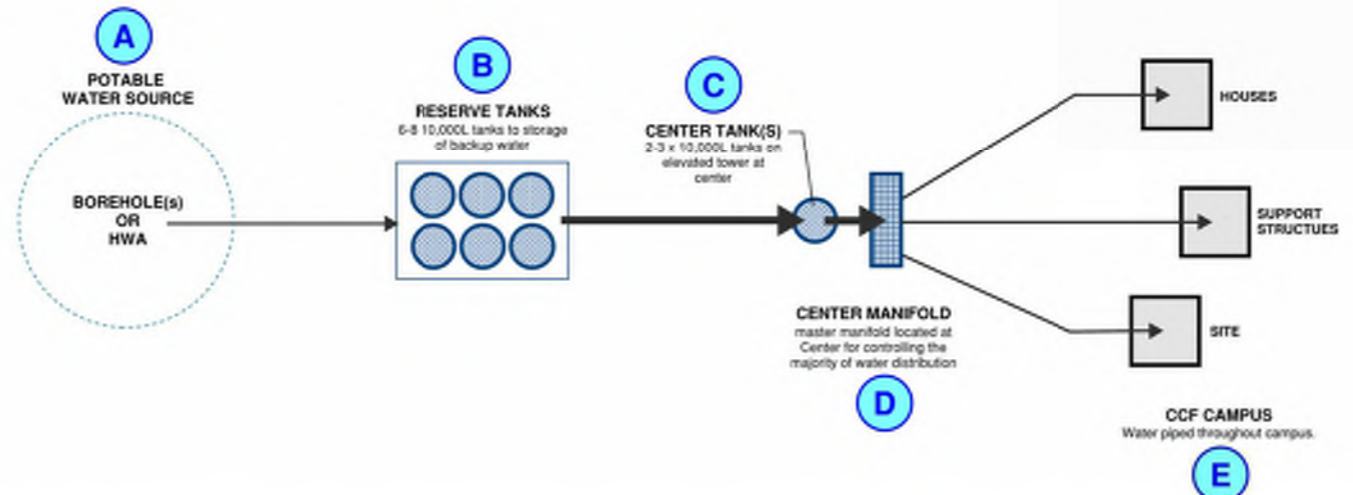 A
POTABLE
WATER SOURCE
BOREHOLE(s)
OR
HWA
B
RESERVE TANKS
6-8 10,000L tanks to storage
of backup water
C
CENTER TANK(S)
2-3 x 10,000L tanks on
elevated tower at
center
CENTER MANIFOLD
master manifold located at
Center for controlling the
majority of water distribution
D
HOUSES
SUPPORT
STRUCTUES
SITE
CCF CAMPUS
Water piped throughout campus.
E